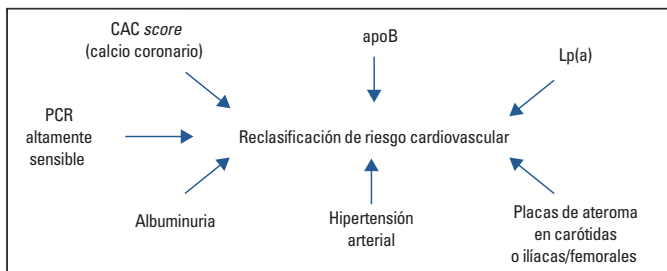 CAC score
(calcio coronario)
apoB
Lp(a)
PCR
altamente
sensible
Reclasificación de riesgo cardiovascular
Albuminuria
Hipertensión
arterial
Placas de ateroma
en carótidas
o ilíacas/femorales